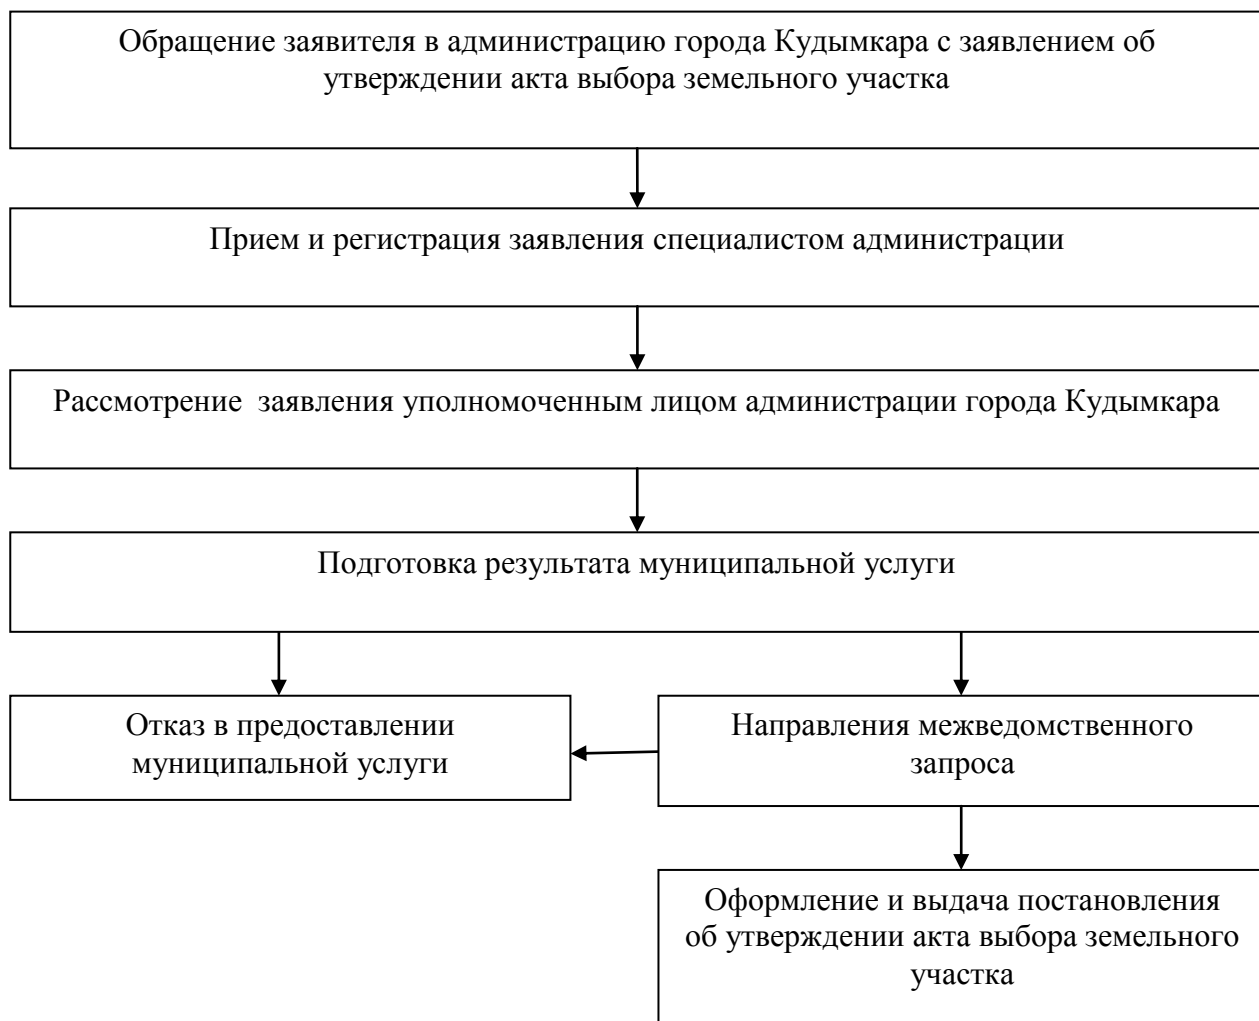 Обращение заявителя в администрацию города Кудымкара с заявлением об
утверждении акта выбора земельного участка
Прием и регистрация заявления специалистом администрации
Рассмотрение заявления уполномоченным лицом администрации города Кудымкара
Подготовка результата муниципальной услуги
Отказ в предоставлении
муниципальной услуги
Направления межведомственного
запроса
Оформление и выдача постановления
об утверждении акта выбора земельного
участка